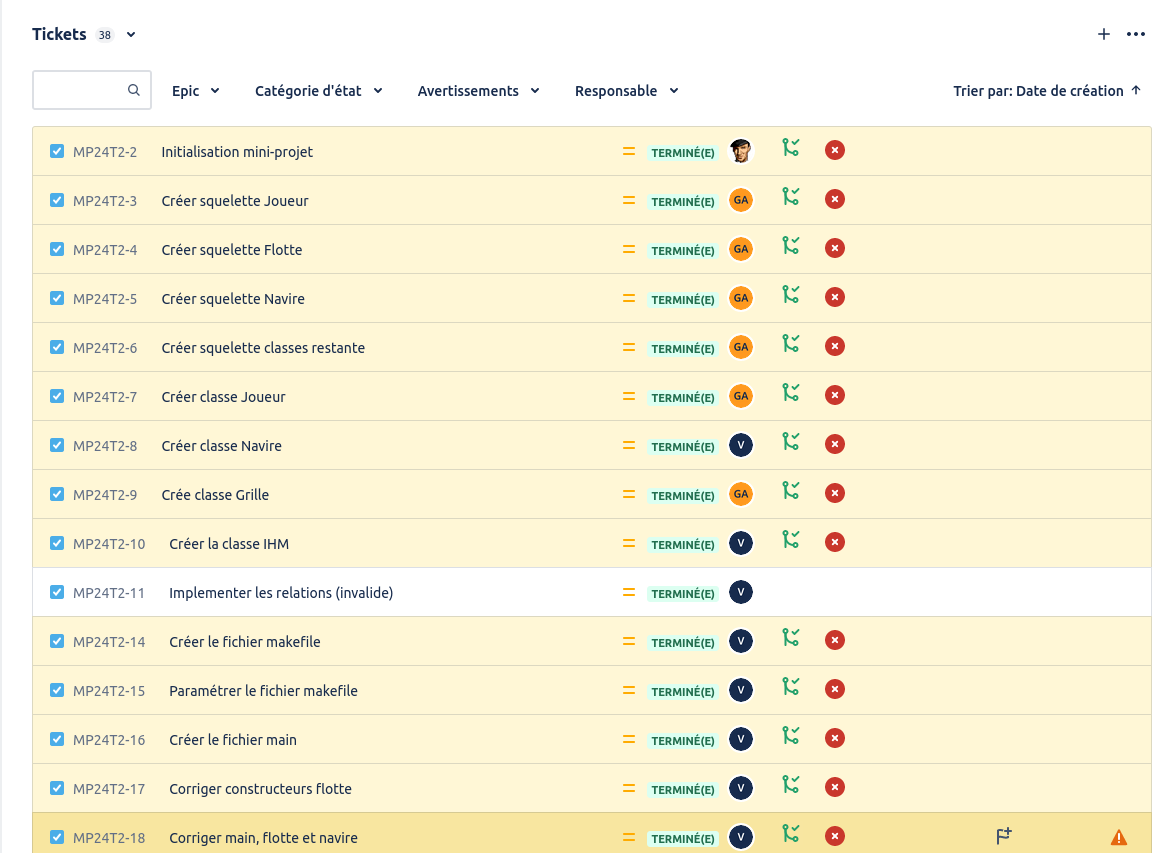 Tickets 38
Epic Catégorie d'état Avertissements Responsable Trier par: Date de création
MP24T2-2 Initialisation mini-projet TERMINÉ(E)
MP24T2-3 Créer squelette Joueur TERMINÉ(E) GA
MP24T2-4 Créer squelette Flotte TERMINÉ(E) GA
MP24T2-5 Créer squelette Navire TERMINÉ(E) GA
MP24T2-6 Créer squelette classes restante TERMINÉ(E) GA
MP24T2-7 Créer classe Joueur TERMINÉ(E) GA
MP24T2-8 Créer classe Navire TERMINÉ(E) V
MP24T2-9 Crée classe Grille TERMINÉ(E) GA
MP24T2-10 Créer la classe IHM TERMINÉ(E) V
MP24T2-11 Implementer les relations (invalide) TERMINÉ(E) V
MP24T2-14 Créer le fichier makefile TERMINÉ(E) V
MP24T2-15 Paramétrer le fichier makefile TERMINÉ(E) V
MP24T2-16 Créer le fichier main TERMINÉ(E) V
MP24T2-17 Corriger constructeurs flotte TERMINÉ(E) V
MP24T2-18 Corriger main, flotte et navire TERMINÉ(E) V